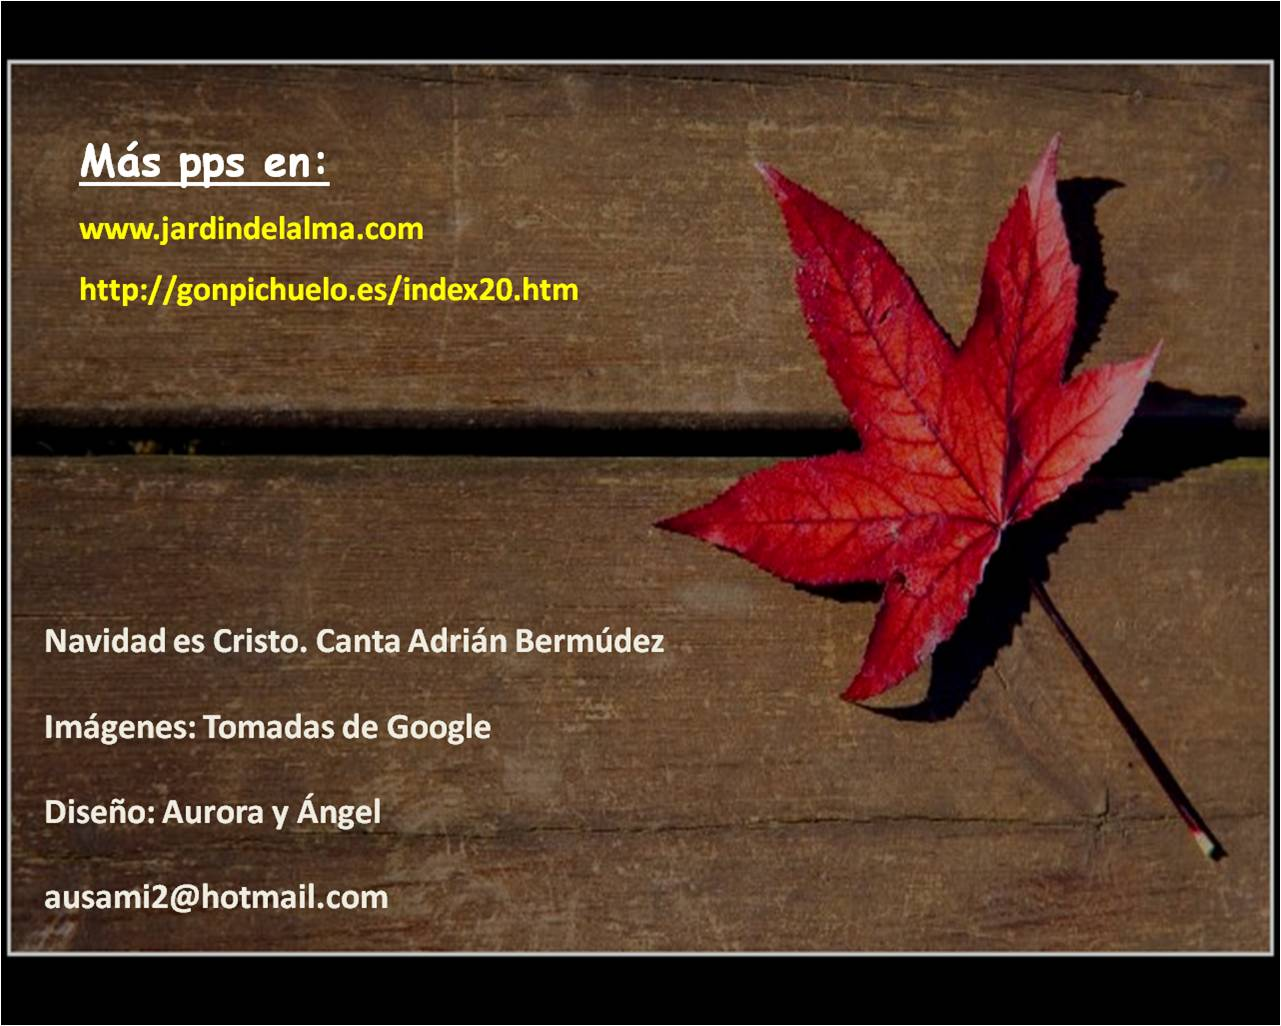 Más pps en:
www.jardindelalma.com
http://gonpichuelo.es/index20.htm
Navidad es Cristo. Canta Adrián Bermúdez
Imágenes: Tomadas de Google
Diseño: Aurora y Ángel
ausami2@hotmail.com